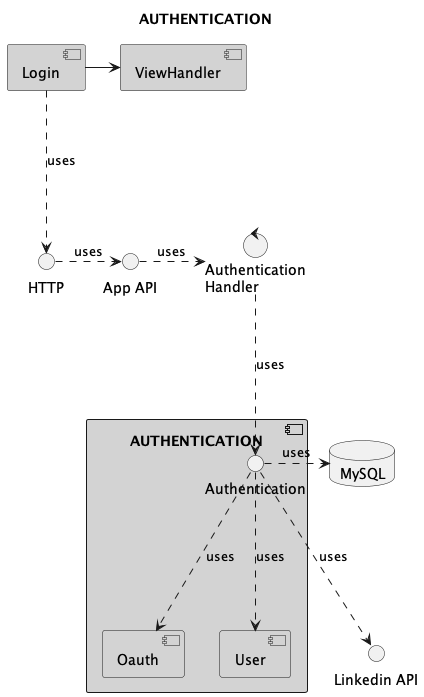 AUTHENTICATION
Login
ViewHandler
uses
uses
uses
HTTP
App API
Authentication
Handler
uses
AUTHENTICATION
uses
MySQL
Authentication
uses
uses
uses
Oauth
User
Linkedin API